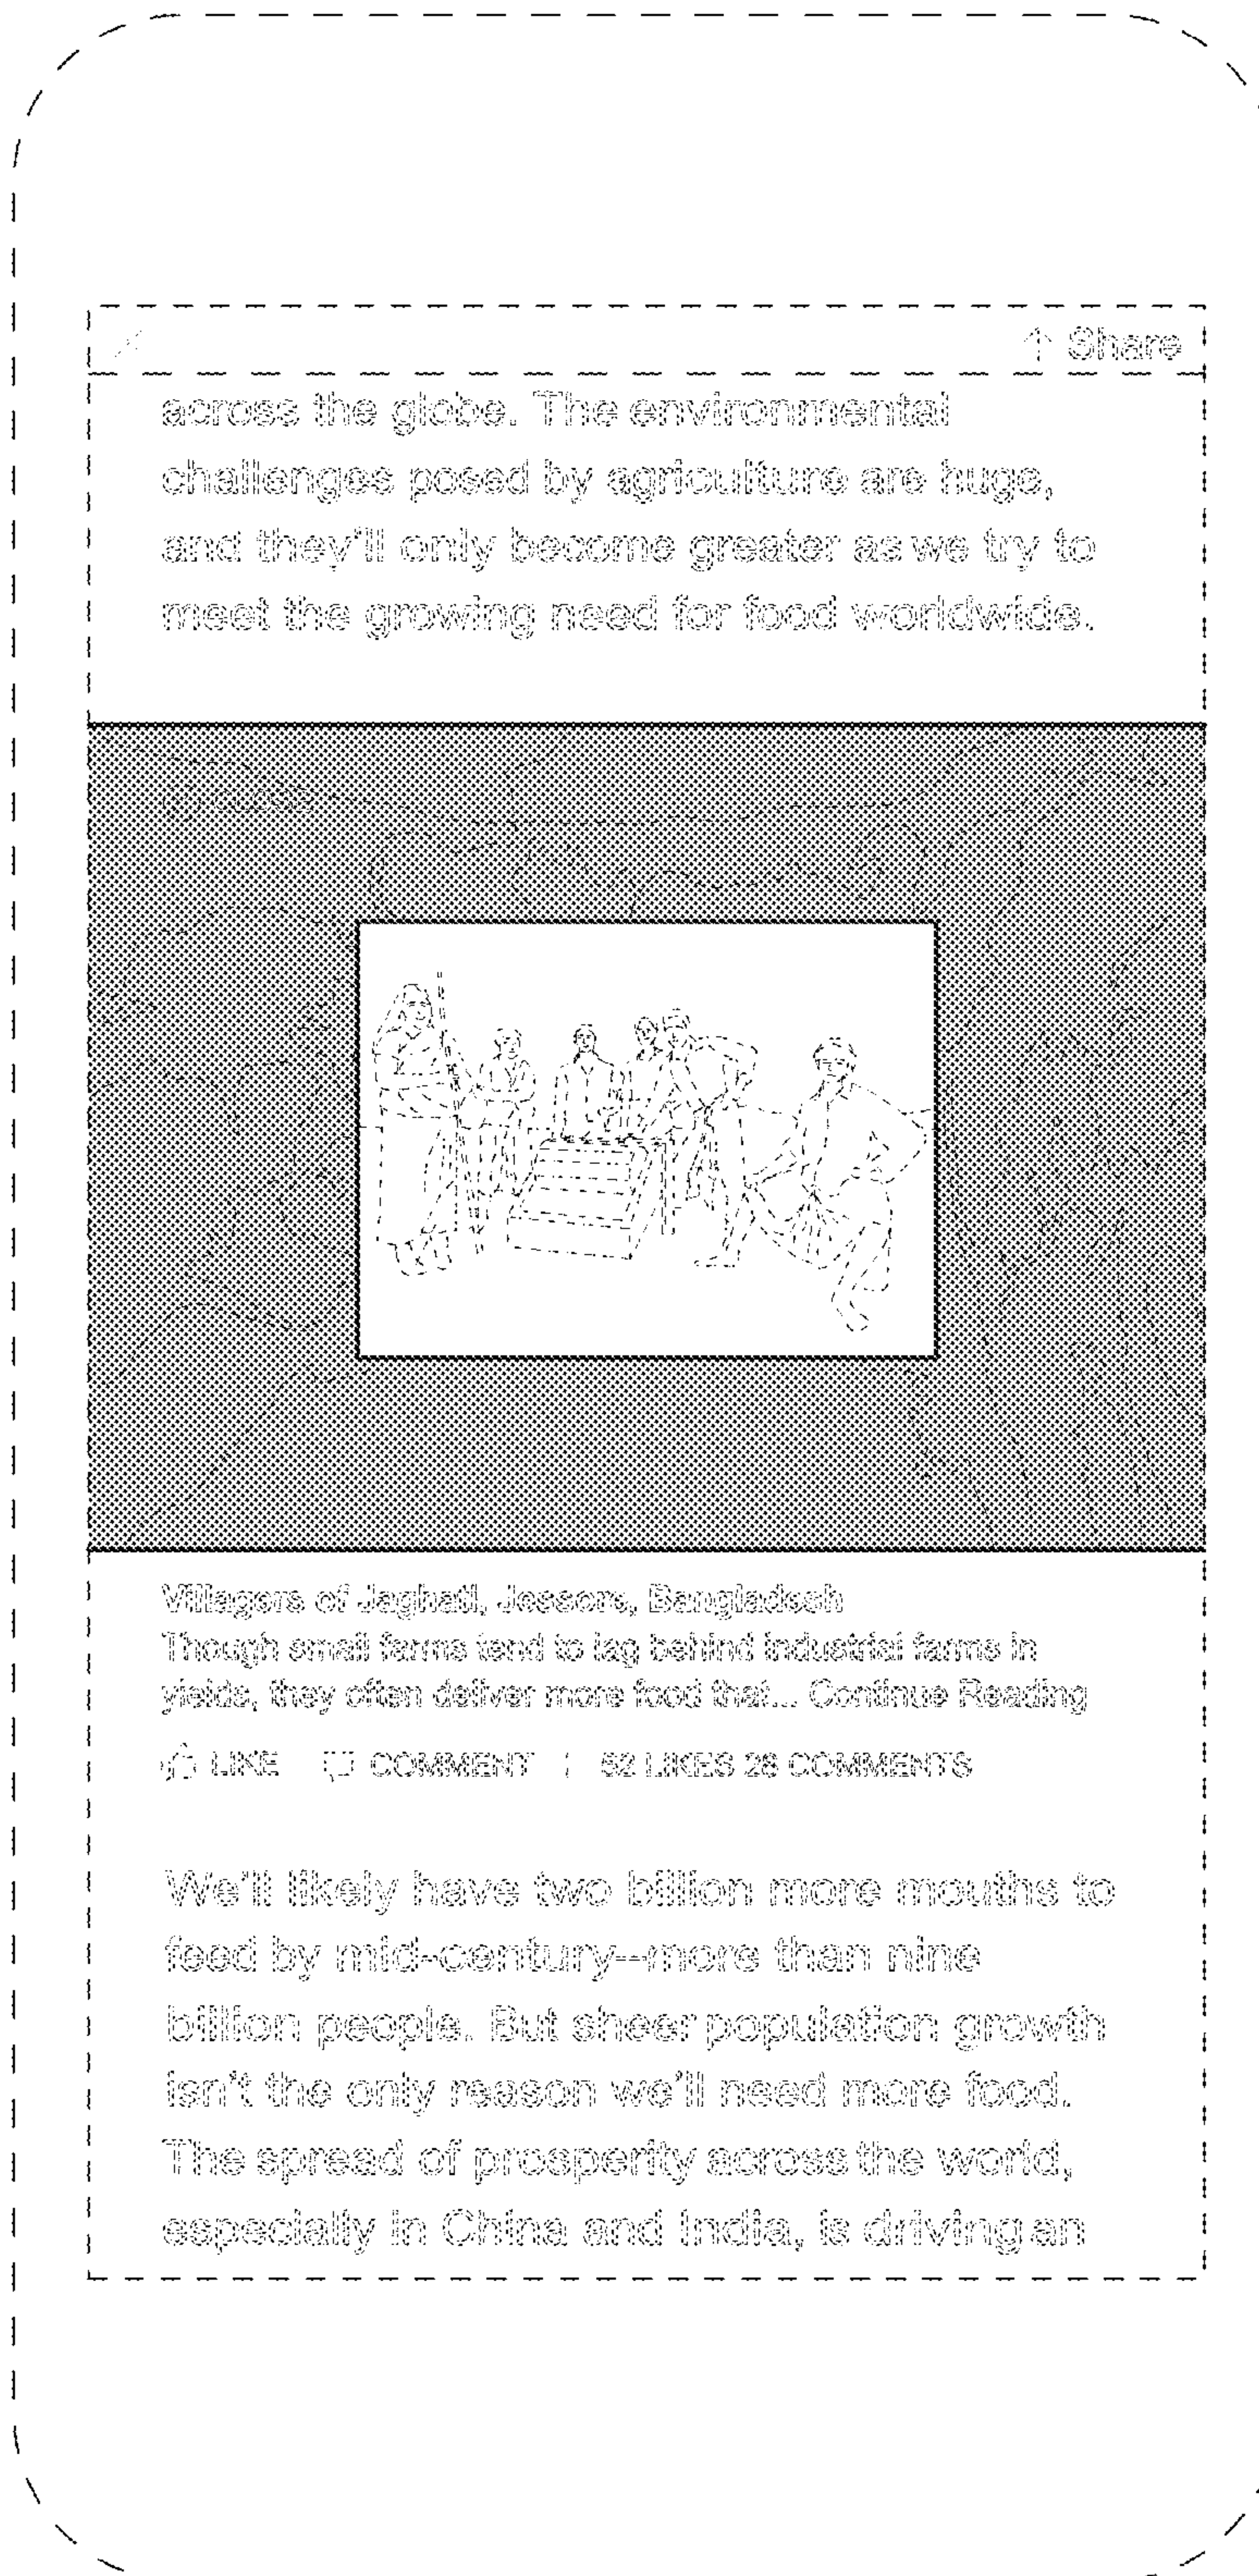 Share
across the globe. The environmental
challenges posed by agriculture are huge,
and they'll only become greater as we try to
meet the growing need for food worldwide.
CLOSE
Villagers of Jaghati, Jessore, Bangladesh
Though small farms tend to lag behind industrial farms in
yields, they often deliver more food that... Continue Reading
LIKE COMMENT | 52 LIKES 28 COMMENTS
We'll likely have two billion more mouths to
feed by mid-century--more than nine
billion people. But sheer population growth
isn't the only reason we'll need more food.
The spread of prosperity across the world,
especially in China and India, is driving an